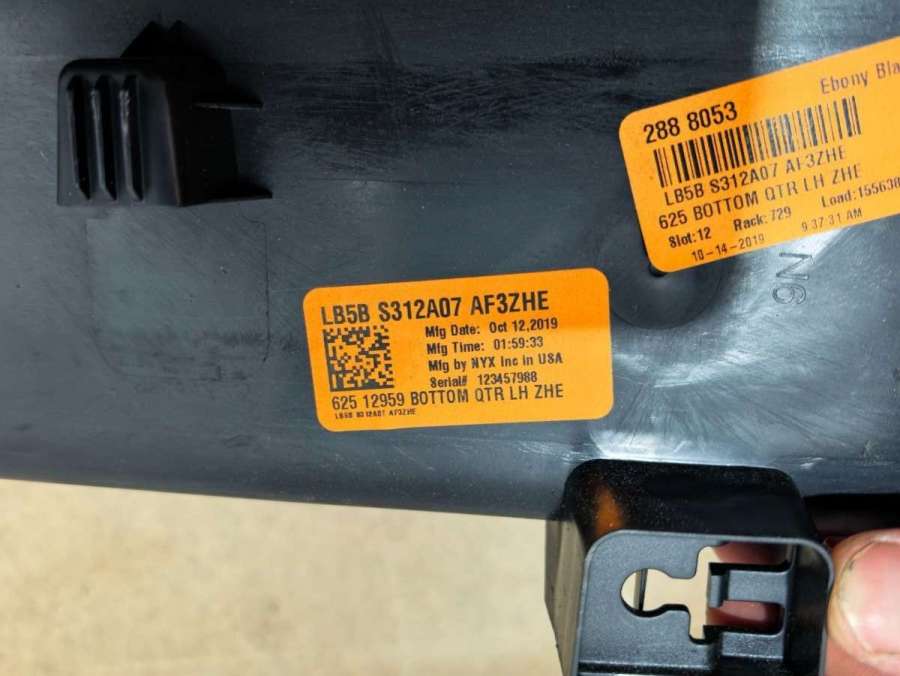 Ebony Bla
288 8053
LB5B S312A07 AF3ZHE
625 BOTTOM QTR LH ZHE
Slot:12 Rack:729 Load:155638
10-14-2019 9:37:31 AM
9N
LB5B S312A07 AF3ZHE
Mfg Date: Oct 12,2019
Mfg Time: 01:59:33
Mfg by NYX Inc in USA
Serial# 123457988
625 12959 BOTTOM QTR LH ZHE
LB5B S312A07 AF3ZHE